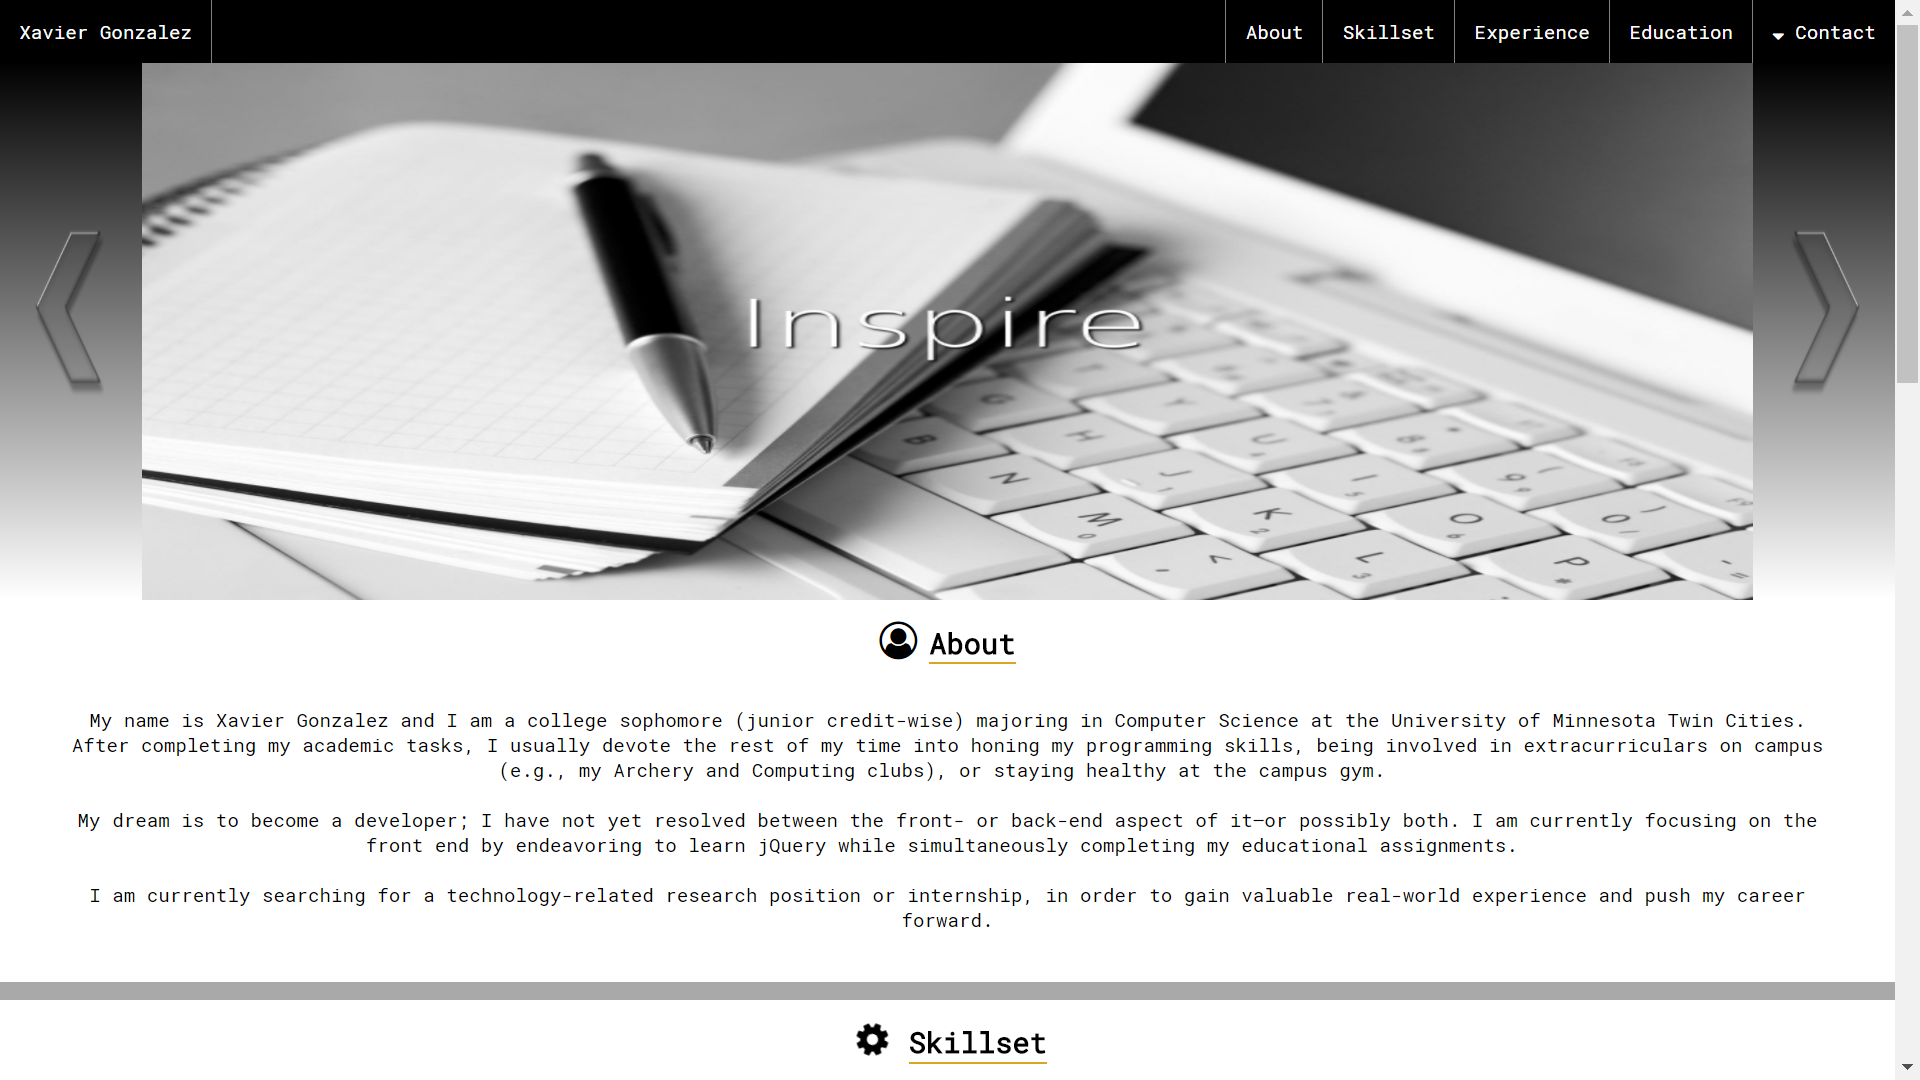 Xavier Gonzalez
About
Skillset
Experience
Education
Contact
Inspire
About
My name is Xavier Gonzalez and I am a college sophomore (junior credit-wise) majoring in Computer Science at the University of Minnesota Twin Cities.
After completing my academic tasks, I usually devote the rest of my time into honing my programming skills, being involved in extracurriculars on campus
(e.g., my Archery and Computing clubs), or staying healthy at the campus gym.
My dream is to become a developer; I have not yet resolved between the front- or back-end aspect of it—or possibly both. I am currently focusing on the
front end by endeavoring to learn jQuery while simultaneously completing my educational assignments.
I am currently searching for a technology-related research position or internship, in order to gain valuable real-world experience and push my career
forward.
Skillset